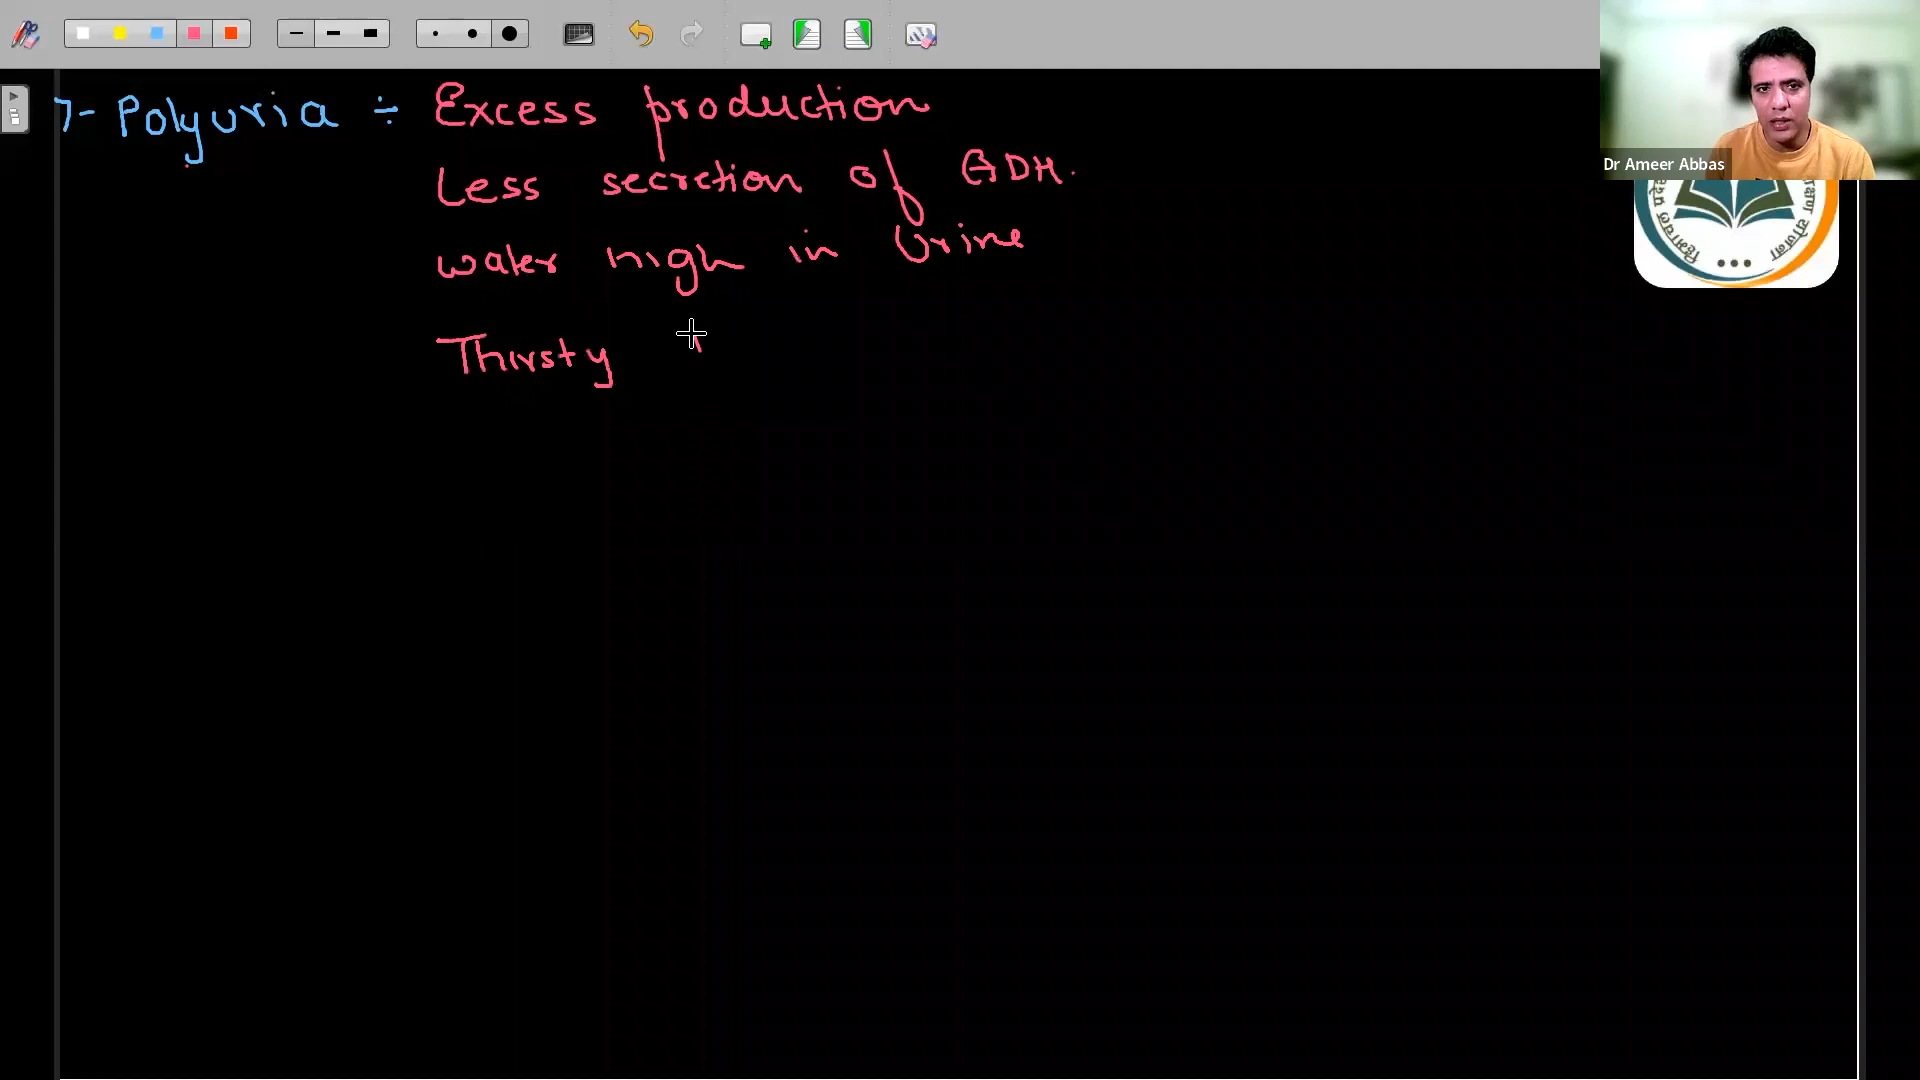 7- Polyuria ÷ Excess production
Less secretion of ADH.
water high in Urine
Thirsty
Dr Ameer Abbas